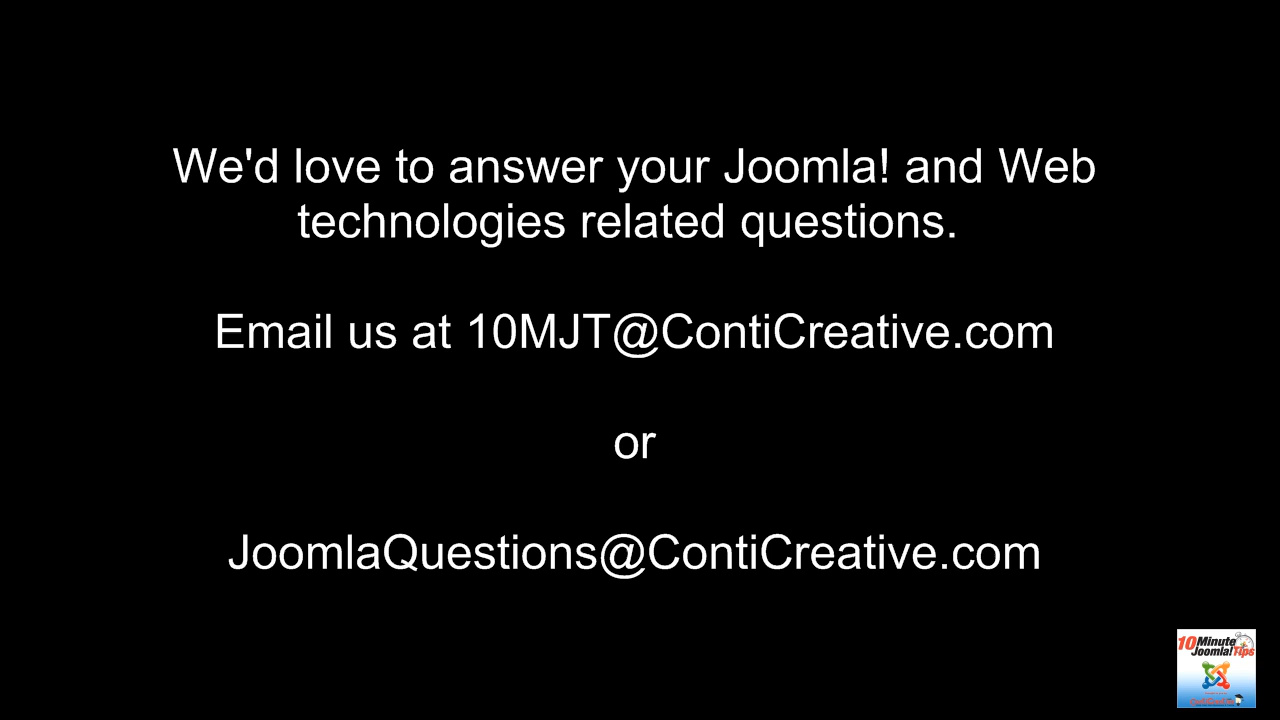 We'd love to answer your Joomla! and Web
technologies related questions.
Email us at 10MJT@ContiCreative.com
or
JoomlaQuestions@ContiCreative.com
10 Minute
Joomla! Tips